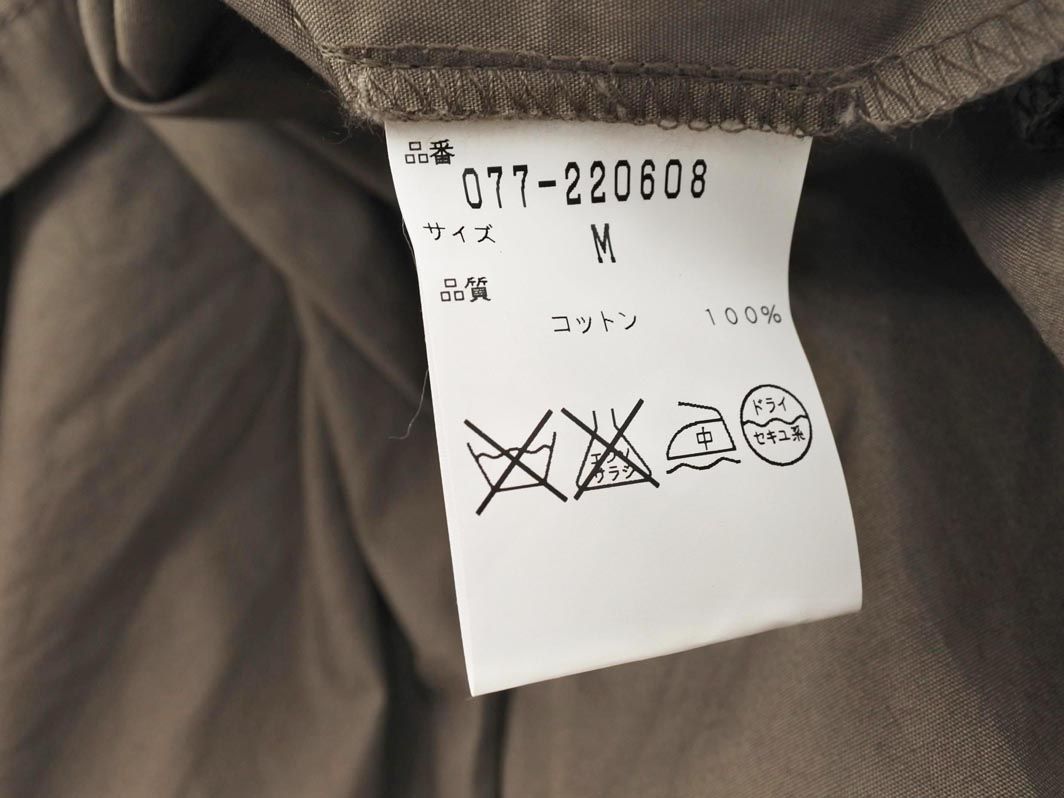 品番
077-220608
サイズ M
品質
コットン 100%
エンソ
サラシ
中
ドライ
セキユ系